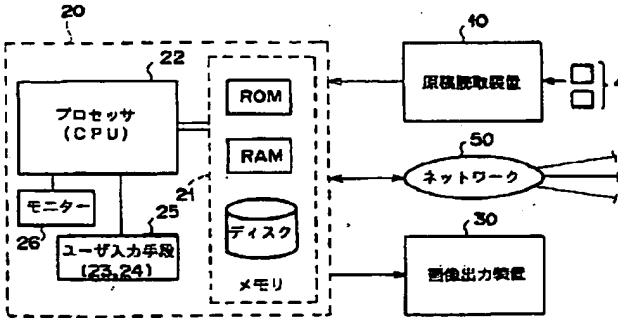 20
22
プロセッサ
(CPU)
ROM
RAM
ディスク
メモリ
21
モニター
26
25
ユーザ入力手段
(23,24)
10
原稿読取装置
50
ネットワーク
30
画像出力装置